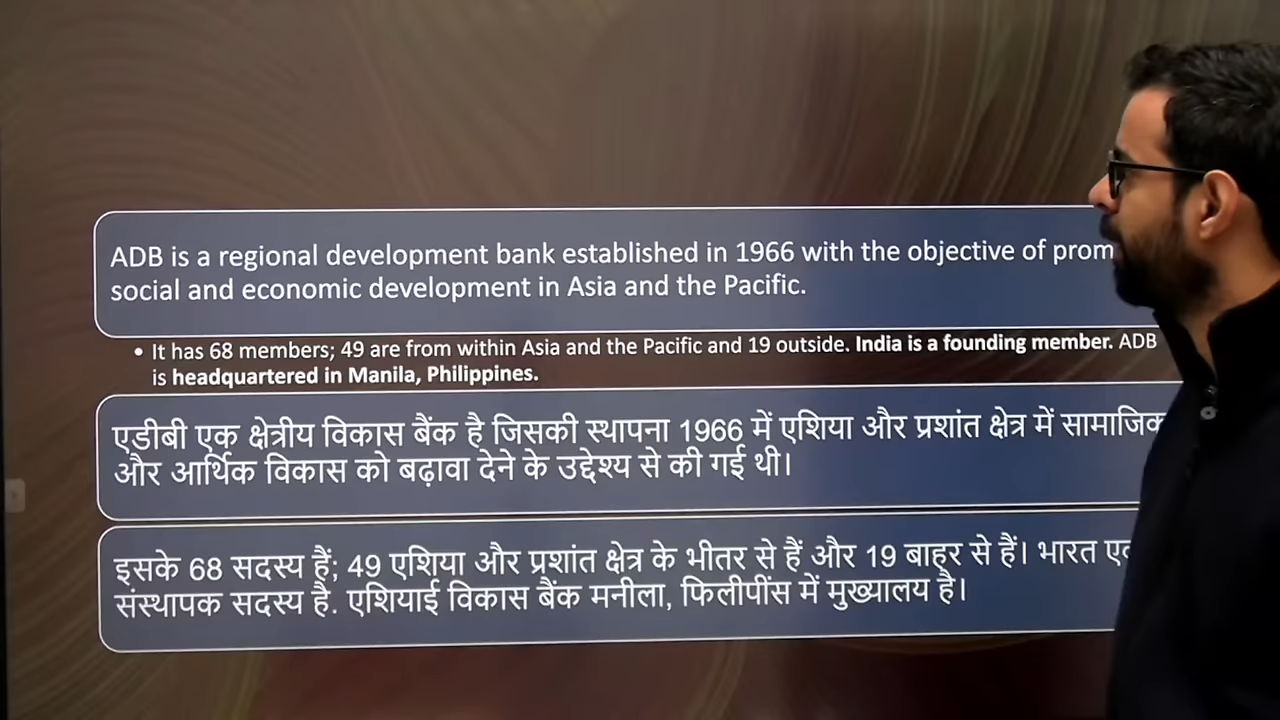 ADB is a regional development bank established in 1966 with the objective of prom
social and economic development in Asia and the Pacific.
• It has 68 members; 49 are from within Asia and the Pacific and 19 outside. India is a founding member. ADB
is headquartered in Manila, Philippines.
एडीबी एक क्षेत्रीय विकास बैंक है जिसकी स्थापना 1966 में एशिया और प्रशांत क्षेत्र में सामाजिक
और आर्थिक विकास को बढ़ावा देने के उद्देश्य से की गई थी।
इसके 68 सदस्य हैं; 49 एशिया और प्रशांत क्षेत्र के भीतर से हैं और 19 बाहर से हैं। भारत
संस्थापक सदस्य है. एशियाई विकास बैंक मनीला, फिलीपींस में मुख्यालय है।